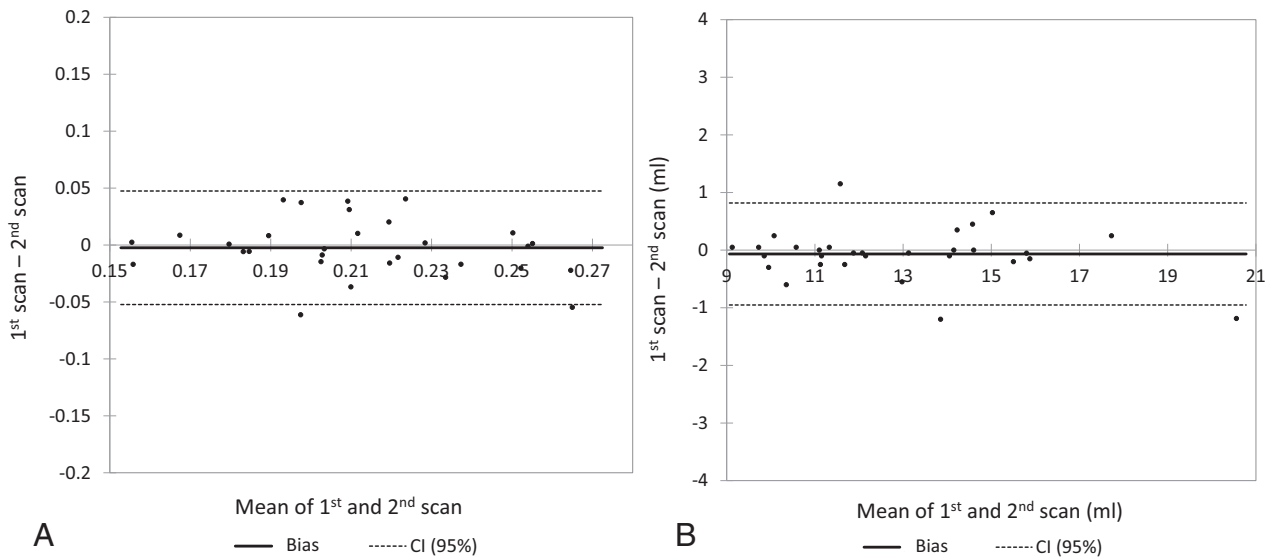 0.2
0.15
0.1
0.05
0
-0.05
-0.1
-0.15
-0.2
0.15 0.17 0.19 0.21 0.23 0.25 0.27
1st scan – 2nd scan
Mean of 1st and 2nd scan
A
Bias CI (95%)
4
3
2
1
0
-1
-2
-3
-4
9 11 13 15 17 19 21
1st scan – 2nd scan (ml)
Mean of 1st and 2nd scan (ml)
B
Bias CI (95%)